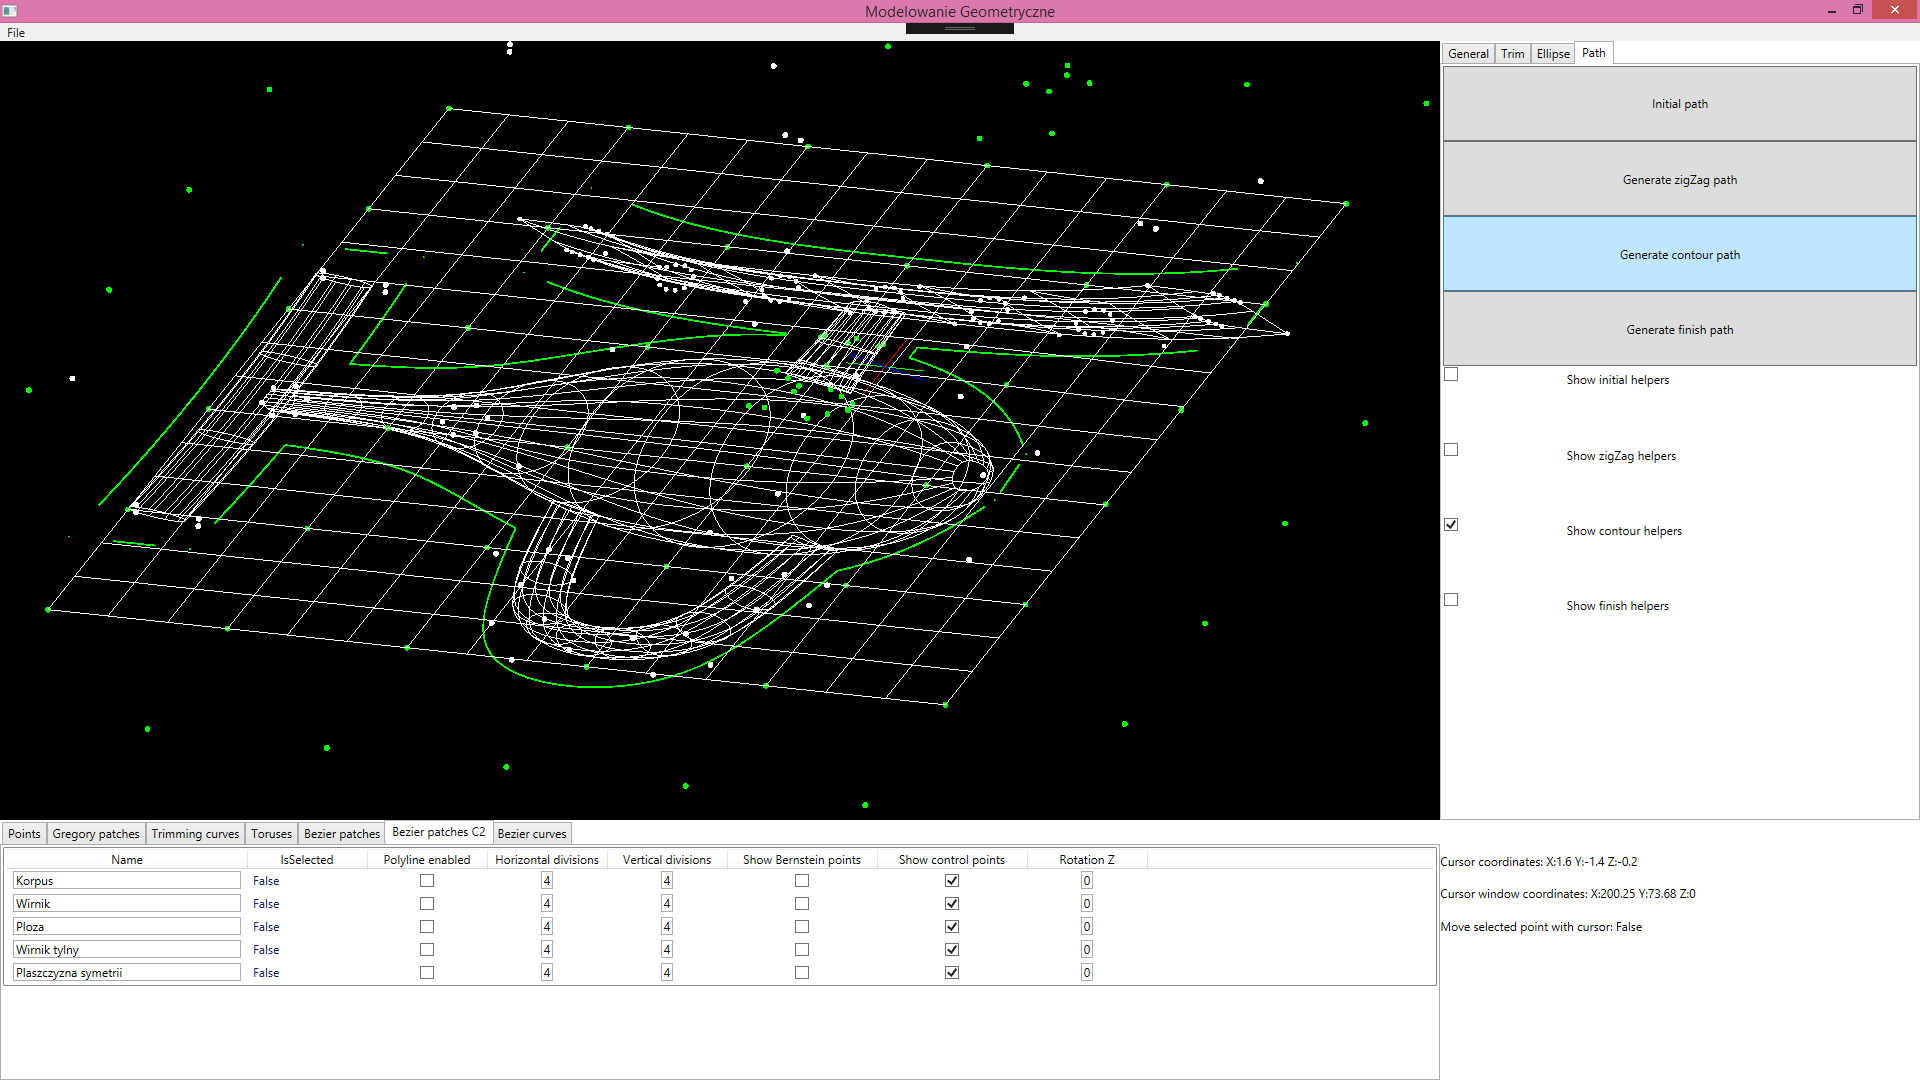 Modelowanie Geometryczne
File
General Trim Ellipse Path
Initial path
Generate zigZag path
Generate contour path
Generate finish path
Show initial helpers
Show zigZag helpers
Show contour helpers
Show finish helpers
Points Gregory patches Trimming curves Toruses Bezier patches Bezier patches C2 Bezier curves
Name IsSelected Polyline enabled Horizontal divisions Vertical divisions Show Bernstein points Show control points Rotation Z
Korpus False 4 4 0
Wirnik False 4 4 0
Ploza False 4 4 0
Wirnik tylny False 4 4 0
Plaszczyzna symetrii False 4 4 0
Cursor coordinates: X:1.6 Y:-1.4 Z:-0.2
Cursor window coordinates: X:200.25 Y:73.68 Z:0
Move selected point with cursor: False